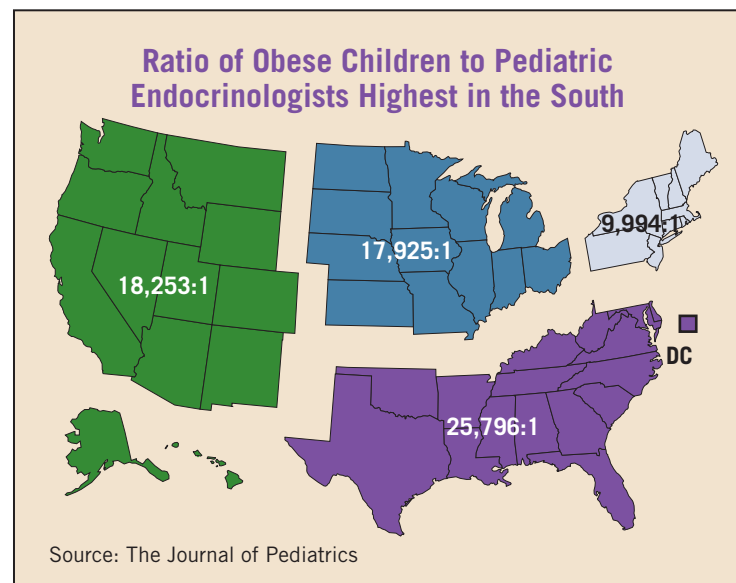 Ratio of Obese Children to Pediatric
Endocrinologists Highest in the South
9,994:1
17,925:1
18,253:1
DC
25,796:1
Source: The Journal of Pediatrics